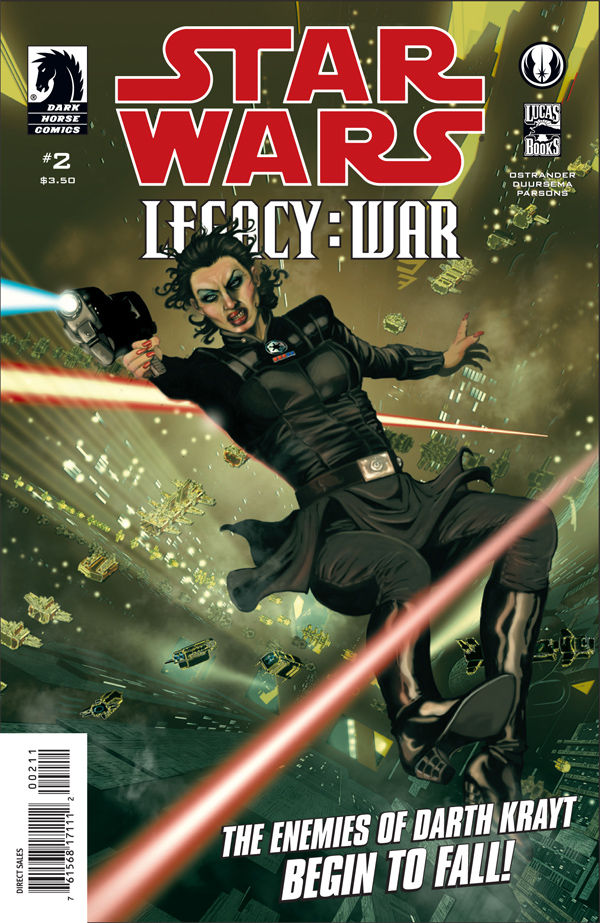 STAR
WARS
LEGACY: WAR
DARK
HORSE
COMICS
#2
$3.50
LUCAS
BOOKS
OSTRANDER
DUURSEMA
PARSONS
THE ENEMIES OF DARTH KRAYT
BEGIN TO FALL!
00211
7 61568 17111 2
DIRECT SALES